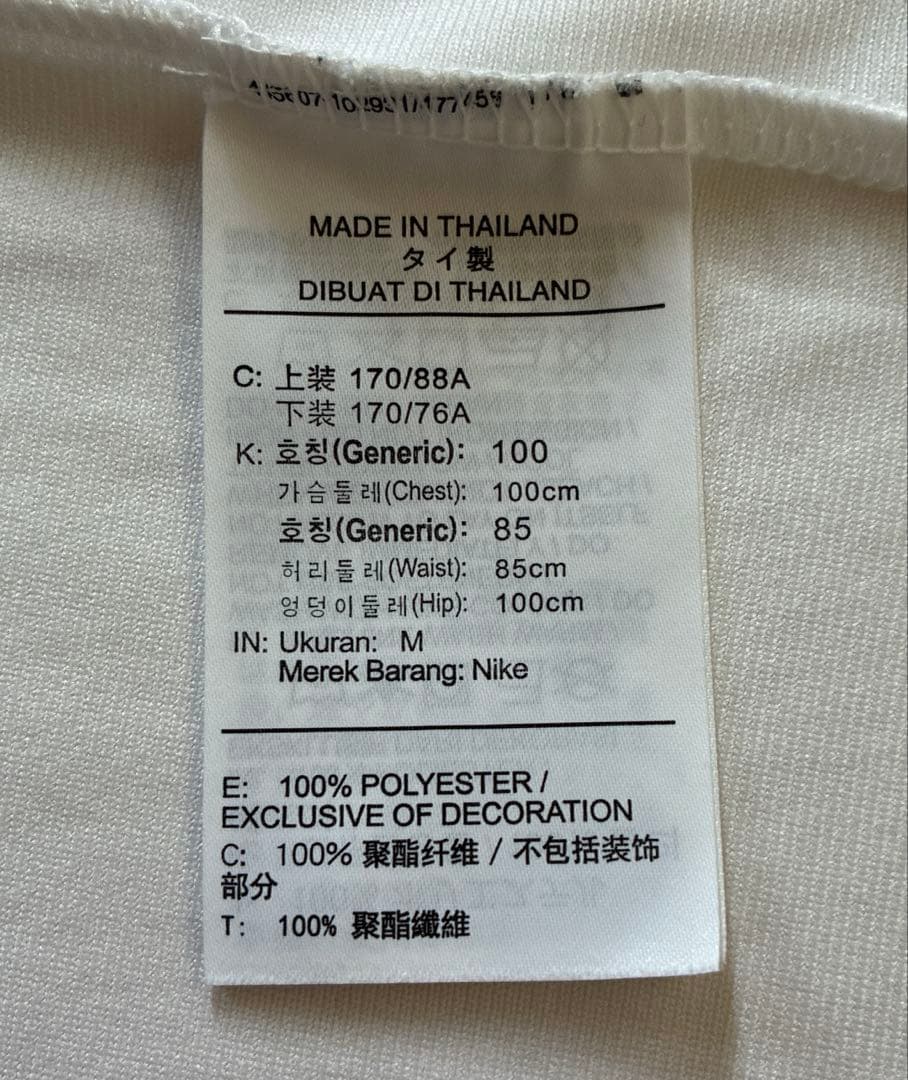 MADE IN THAILAND
タイ製
DIBUAT DI THAILAND
C: 上装 170/88A
下装 170/76A
K: 호칭(Generic): 100
가슴둘레(Chest): 100cm
호칭(Generic): 85
허리둘레(Waist): 85cm
엉덩이둘레(Hip): 100cm
IN: Ukuran: M
Merek Barang: Nike
E: 100% POLYESTER /
EXCLUSIVE OF DECORATION
C: 100% 聚酯纤维 / 不包括装饰
部分
T: 100% 聚酯纖維